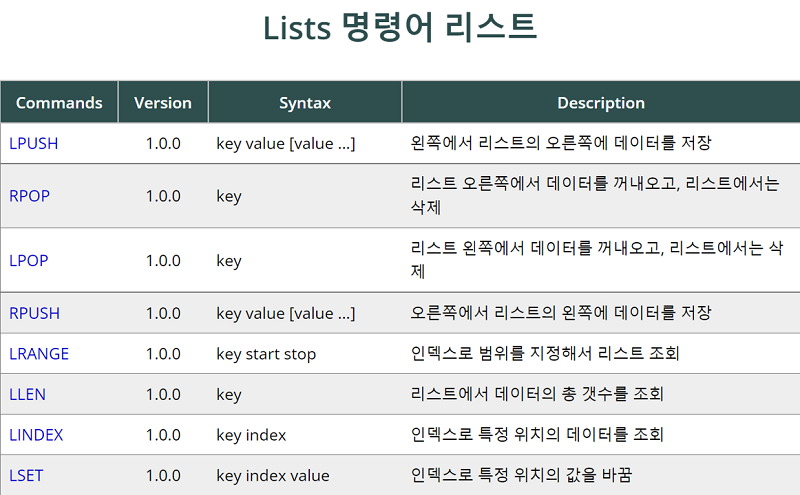 Lists 명령어 리스트
Commands Version Syntax Description
LPUSH 1.0.0 key value [value ...] 왼쪽에서 리스트의 오른쪽에 데이터를 저장
RPOP 1.0.0 key 리스트 오른쪽에서 데이터를 꺼내오고, 리스트에서는
삭제
LPOP 1.0.0 key 리스트 왼쪽에서 데이터를 꺼내오고, 리스트에서는 삭
제
RPUSH 1.0.0 key value [value ...] 오른쪽에서 리스트의 왼쪽에 데이터를 저장
LRANGE 1.0.0 key start stop 인덱스로 범위를 지정해서 리스트 조회
LLEN 1.0.0 key 리스트에서 데이터의 총 갯수를 조회
LINDEX 1.0.0 key index 인덱스로 특정 위치의 데이터를 조회
LSET 1.0.0 key index value 인덱스로 특정 위치의 값을 바꿈